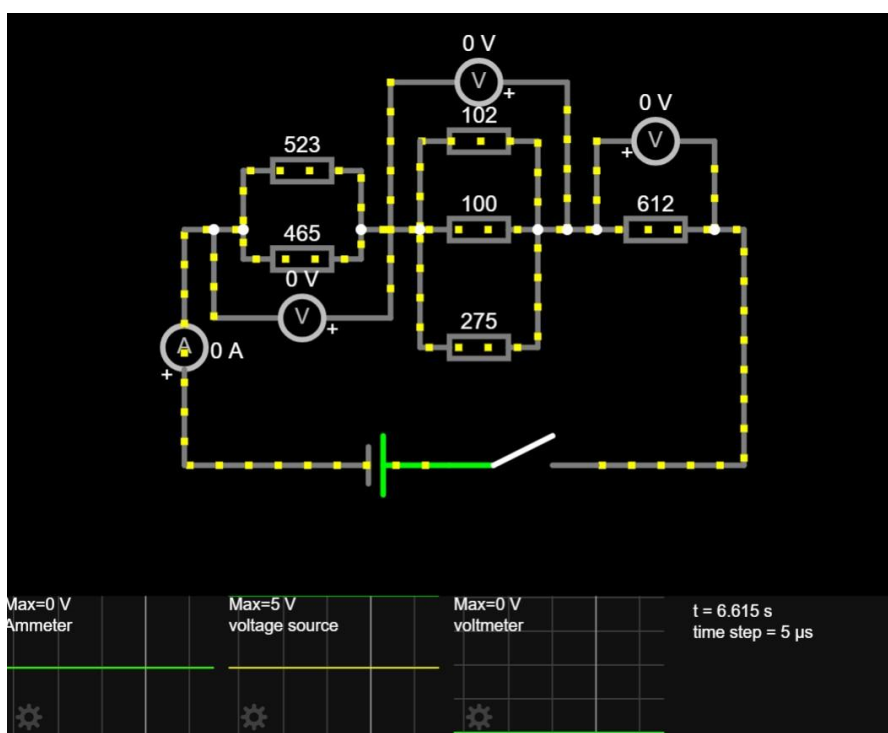 0 V
V
+
102
0 V
V
+
523
100
612
465
0 V
V
+
275
A
0 A
+
Max=0 V
Ammeter
Max=5 V
voltage source
Max=0 V
voltmeter
t = 6.615 s
time step = 5 µs